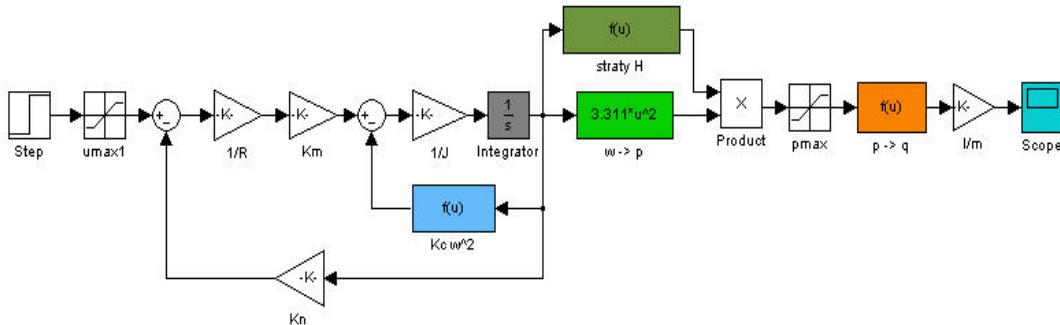 f(u)
straty H
Step
umax1
+
-
-K-
1/R
-K-
Km
+
-
-K-
1/J
1
s
Integrator
3.311*u^2
w -> p
X
Product
pmax
f(u)
p -> q
K-
l/m
Scope
f(u)
Kc w^2
-K-
Kn